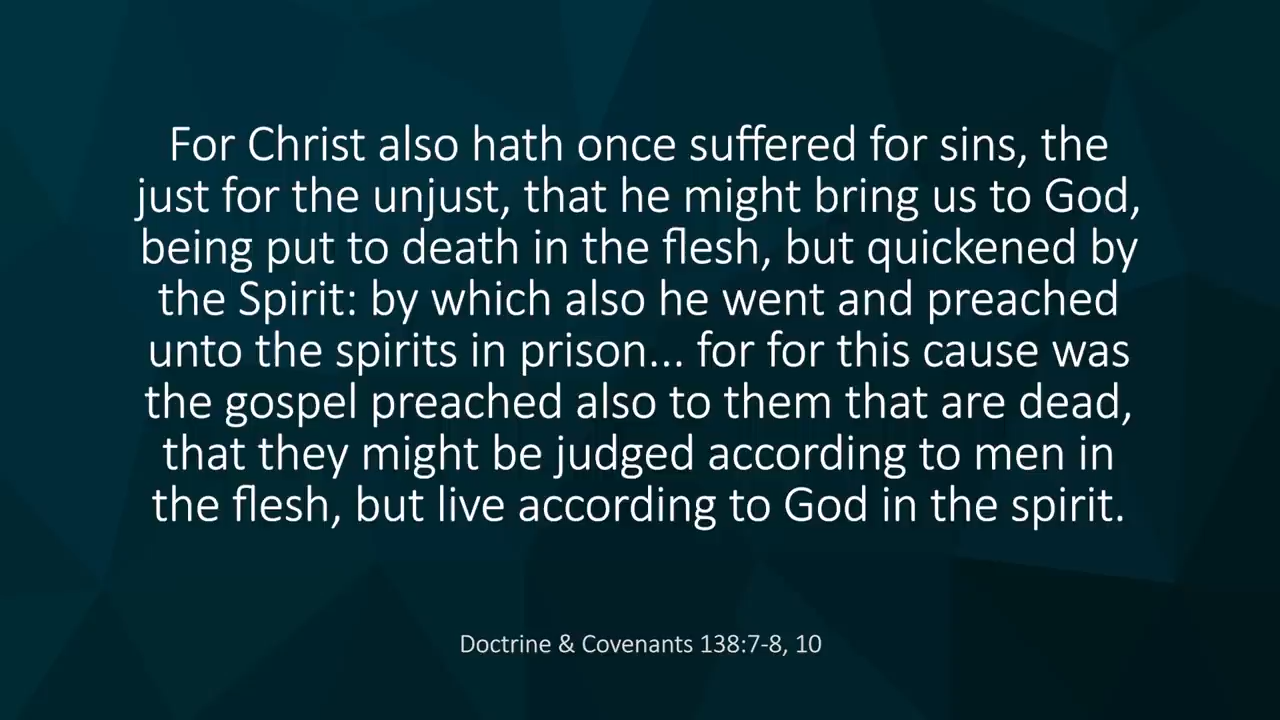 For Christ also hath once suffered for sins, the
just for the unjust, that he might bring us to God,
being put to death in the flesh, but quickened by
the Spirit: by which also he went and preached
unto the spirits in prison... for for this cause was
the gospel preached also to them that are dead,
that they might be judged according to men in
the flesh, but live according to God in the spirit.
Doctrine & Covenants 138:7-8, 10